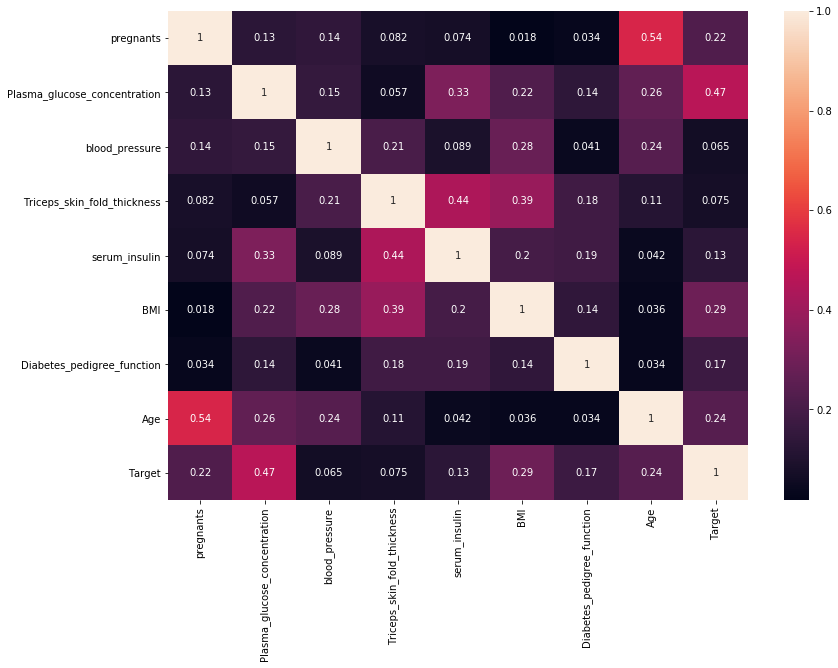 pregnants 1 0.13 0.14 0.082 0.074 0.018 0.034 0.54 0.22
Plasma_glucose_concentration 0.13 1 0.15 0.057 0.33 0.22 0.14 0.26 0.47
blood_pressure 0.14 0.15 1 0.21 0.089 0.28 0.041 0.24 0.065
Triceps_skin_fold_thickness 0.082 0.057 0.21 1 0.44 0.39 0.18 0.11 0.075
serum_insulin 0.074 0.33 0.089 0.44 1 0.2 0.19 0.042 0.13
BMI 0.018 0.22 0.28 0.39 0.2 1 0.14 0.036 0.29
Diabetes_pedigree_function 0.034 0.14 0.041 0.18 0.19 0.14 1 0.034 0.17
Age 0.54 0.26 0.24 0.11 0.042 0.036 0.034 1 0.24
Target 0.22 0.47 0.065 0.075 0.13 0.29 0.17 0.24 1
pregnants
Plasma_glucose_concentration
blood_pressure
Triceps_skin_fold_thickness
serum_insulin
BMI
Diabetes_pedigree_function
Age
Target
1.0
0.8
0.6
0.4
0.2